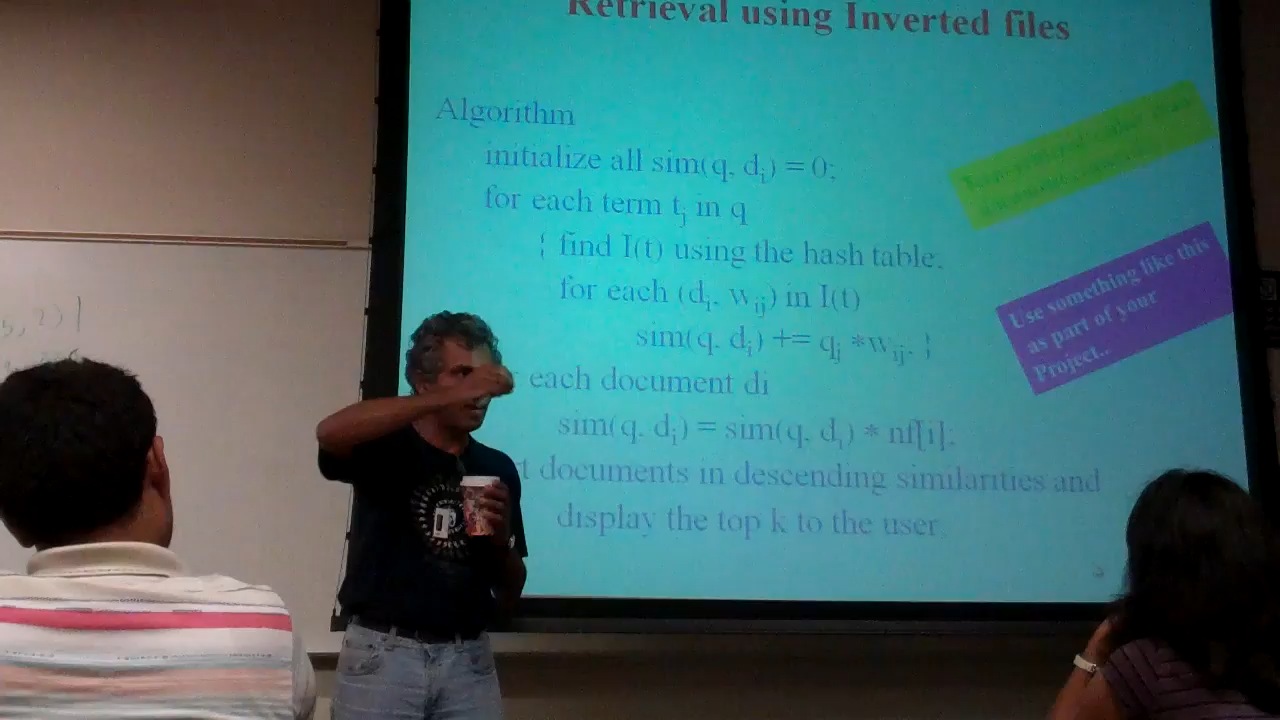 Retrieval using Inverted files
Algorithm
initialize all sim(q, di) = 0;
for each term tj in q
{ find I(t) using the hash table.
for each (di, wij) in I(t)
sim(q, di) += qj *wij. }
each document di
sim(q, di) = sim(q, di) * nf[i];
documents in descending similarities and
display the top k to the user
Use something like this
as part of your
Project..